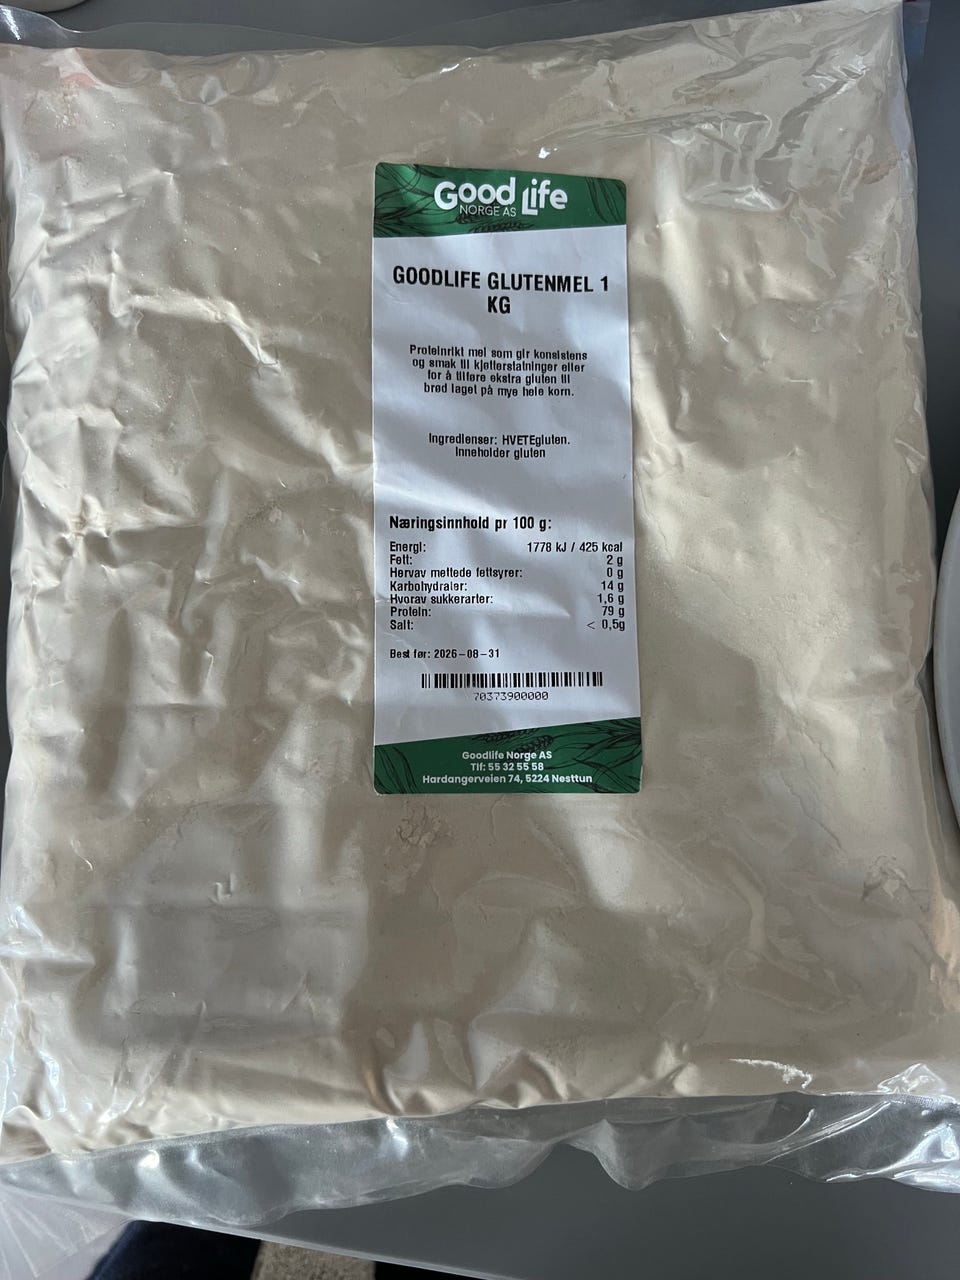 Good Life
NORGE AS
GOODLIFE GLUTENMEL 1
KG
Proteinrikt mel som gir konsistens
og smak til kjøtterstatninger eller
for å tilføre ekstra gluten til
brød laget på mye hele korn.
Ingredienser: HVETEgluten.
Inneholder gluten
Næringsinnhold pr 100 g:
Energi: 1778 kJ / 425 kcal
Fett: 2 g
Hervav mettede fettsyrer: 0 g
Karbohydrater: 14 g
Hvorav sukkerarter: 1,6 g
Protein: 79 g
Salt: < 0,5g
Best før: 2026-08-31
70373900000
Goodlife Norge AS
Tlf: 55 32 55 58
Hardangerveien 74, 5224 Nesttun